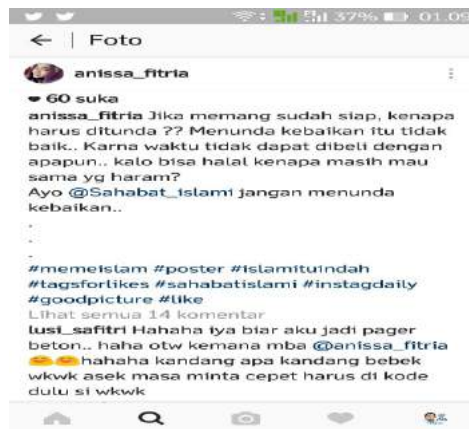 37% 01.09
← | Foto
anissa_fitria
60 suka
anissa_fitria Jika memang sudah siap, kenapa
harus ditunda ?? Menunda kebaikan itu tidak
baik.. Karna waktu tidak dapat dibeli dengan
apapun.. kalo bisa halal kenapa masih mau
sama yg haram?
Ayo @Sahabat_islami jangan menunda
kebaikan..
.
.
.
#memeislam #poster #islamituindah
#tagsforlikes #sahabatislami #instagdaily
#goodpicture #like
Lihat semua 14 komentar
lusi_safitri Hahaha iya biar aku jadi pager
beton.. haha otw kemana mba @anissa_fitria
🤗🤗hahaha kandang apa kandang bebek
wkwk asek masa minta cepet harus di kode
dulu si wkwk